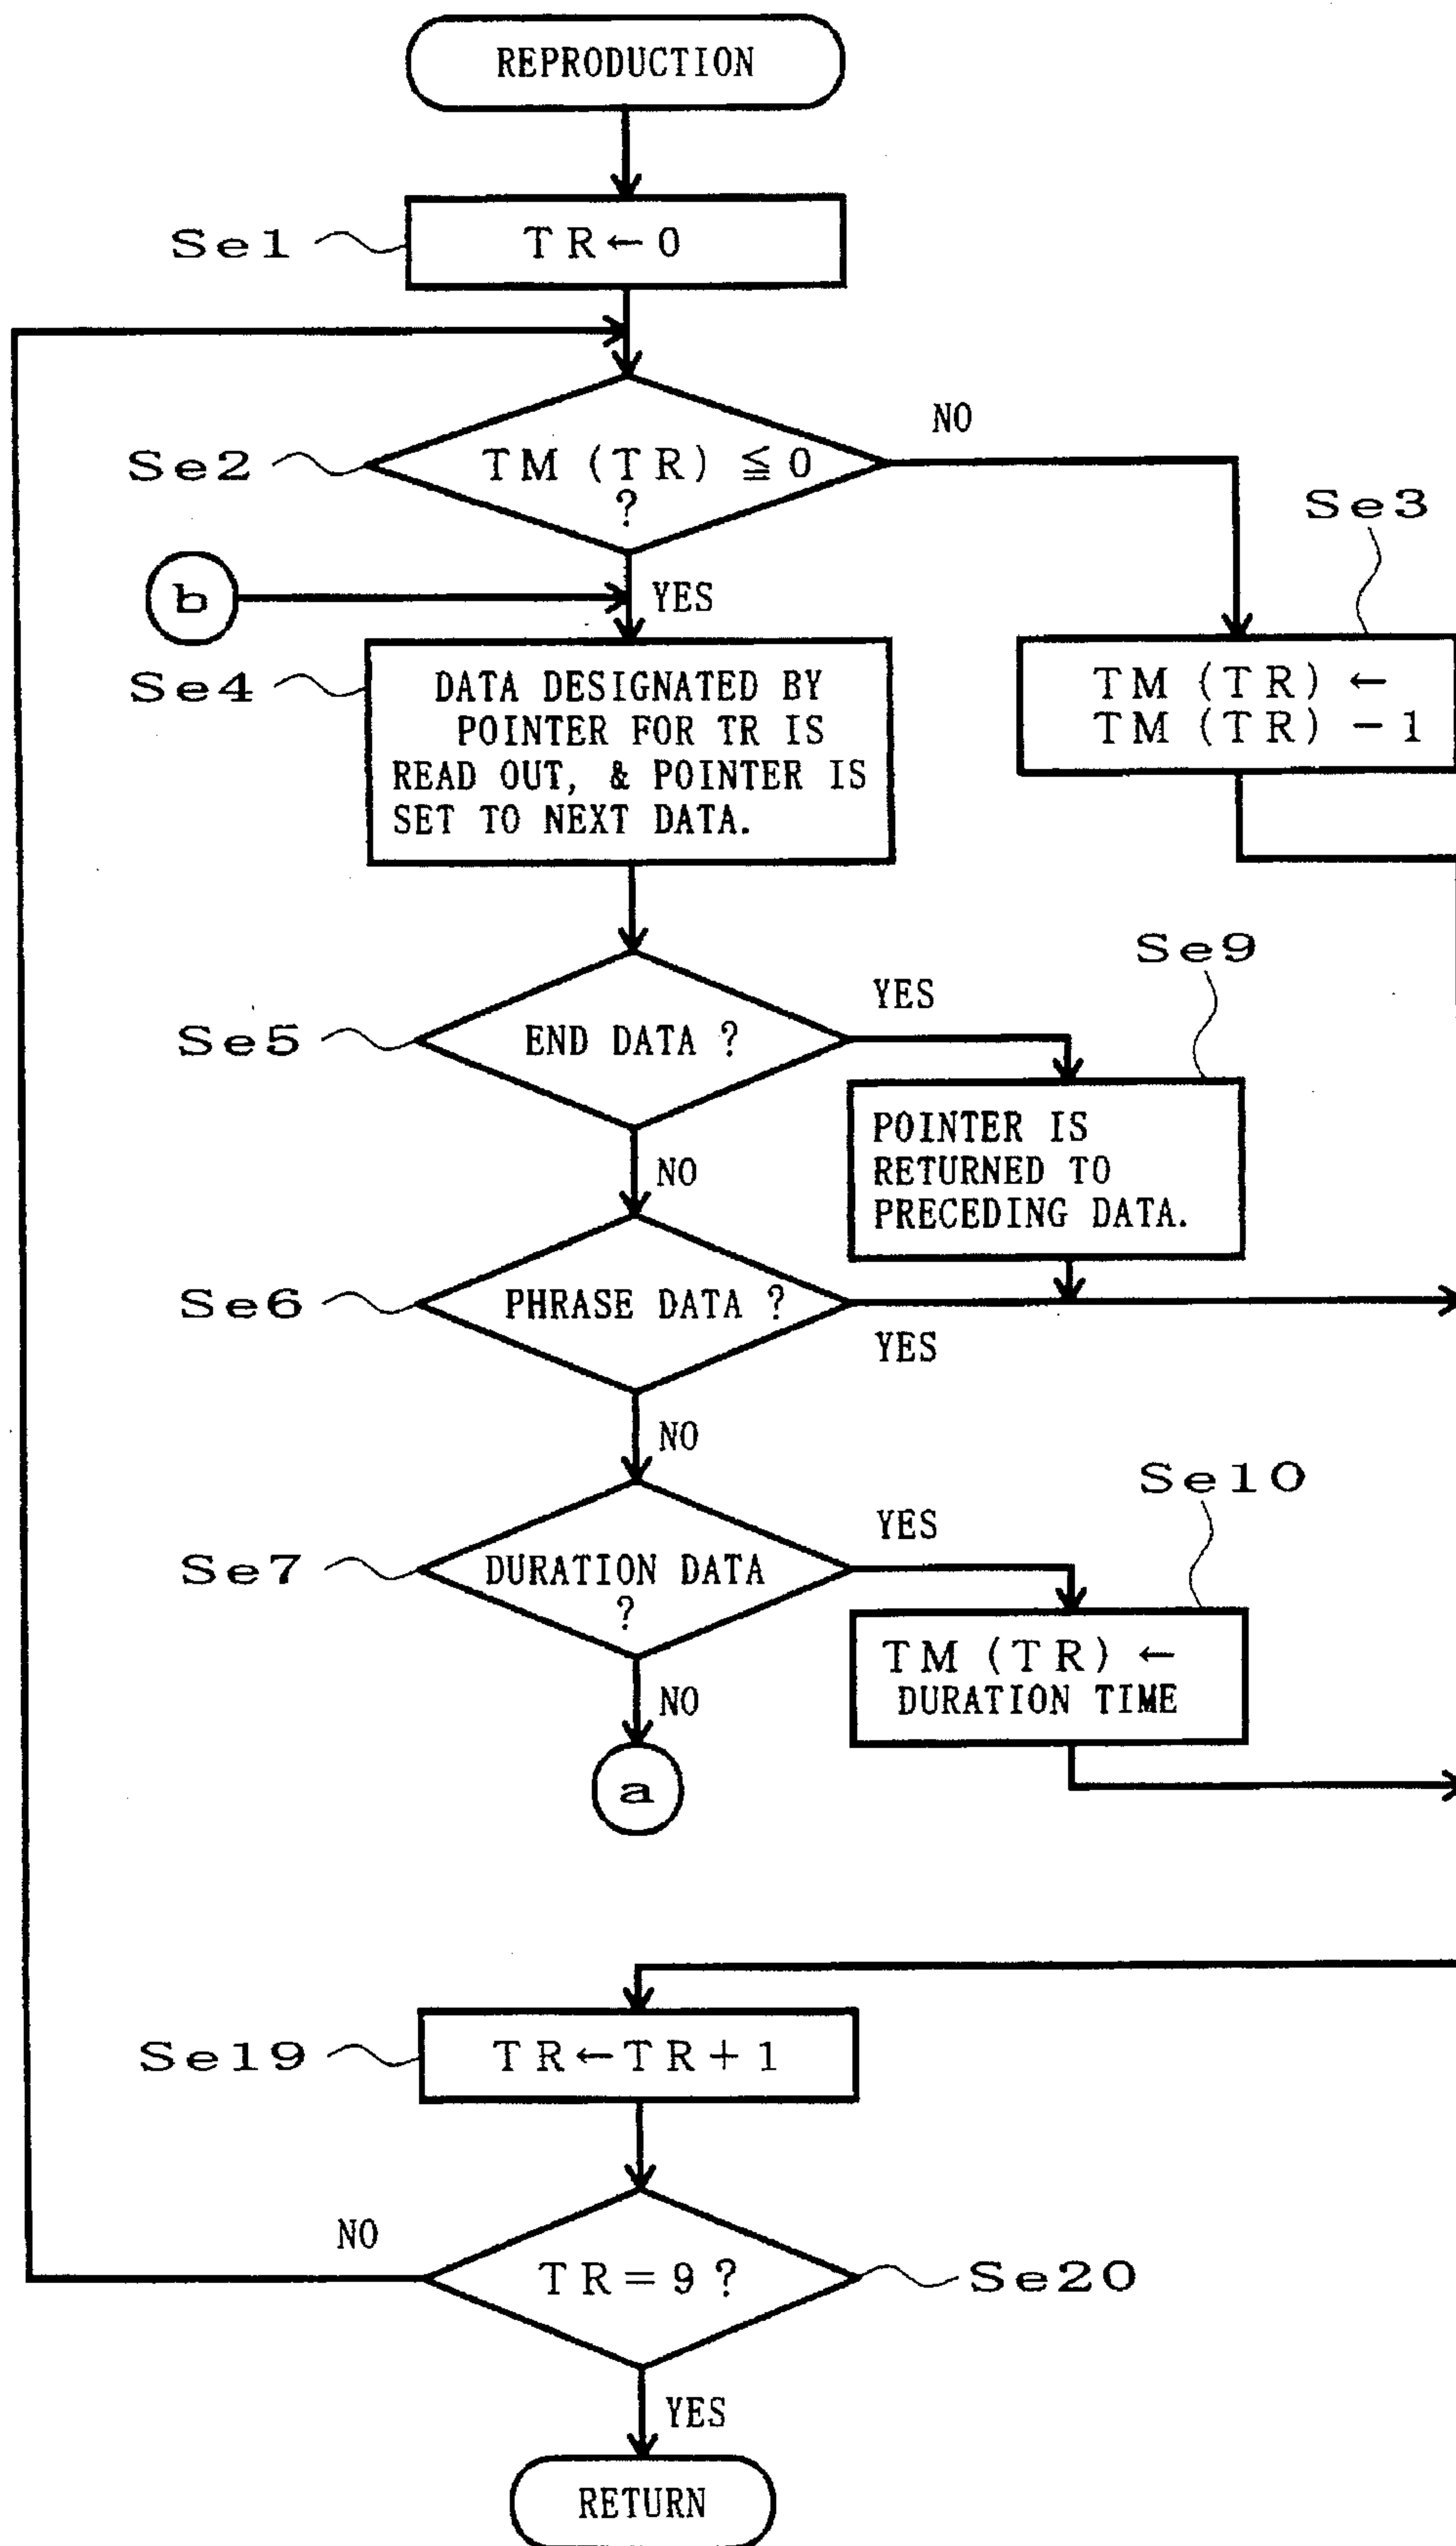 REPRODUCTION
Se1
TR←0
NO
Se2
TM (TR) ≦0
?
Se3
b
YES
TM (TR) ←
TM (TR) −1
Se4
DATA DESIGNATED BY
POINTER FOR TR IS
READ OUT, & POINTER IS
SET TO NEXT DATA.
Se9
YES
Se5
END DATA ?
POINTER IS
RETURNED TO
PRECEDING DATA.
NO
Se6
PHRASE DATA ?
YES
NO
Se10
YES
Se7
DURATION DATA
?
TM (TR) ←
DURATION TIME
NO
a
Se19
TR←TR+1
NO
TR=9 ?
Se20
YES
RETURN